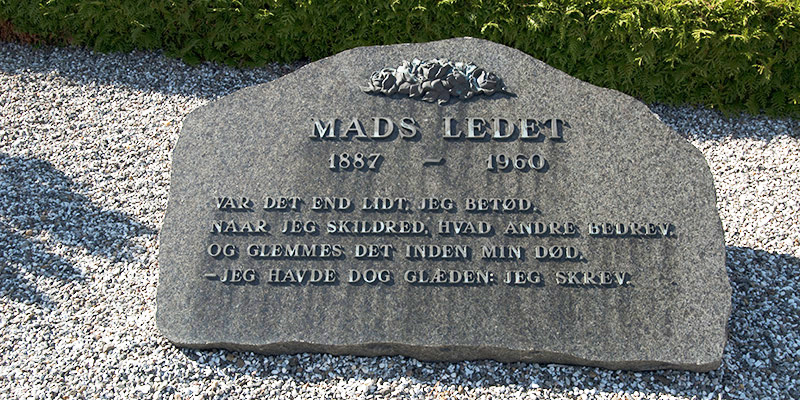 MADS LEDET
1887 – 1960
VAR DET END LIDT, JEG BETØD,
NAAR JEG SKILDRED, HVAD ANDRE BEDREV,
OG GLEMMES DET INDEN MIN DØD,
– JEG HAVDE DOG GLÆDEN: JEG SKREV.